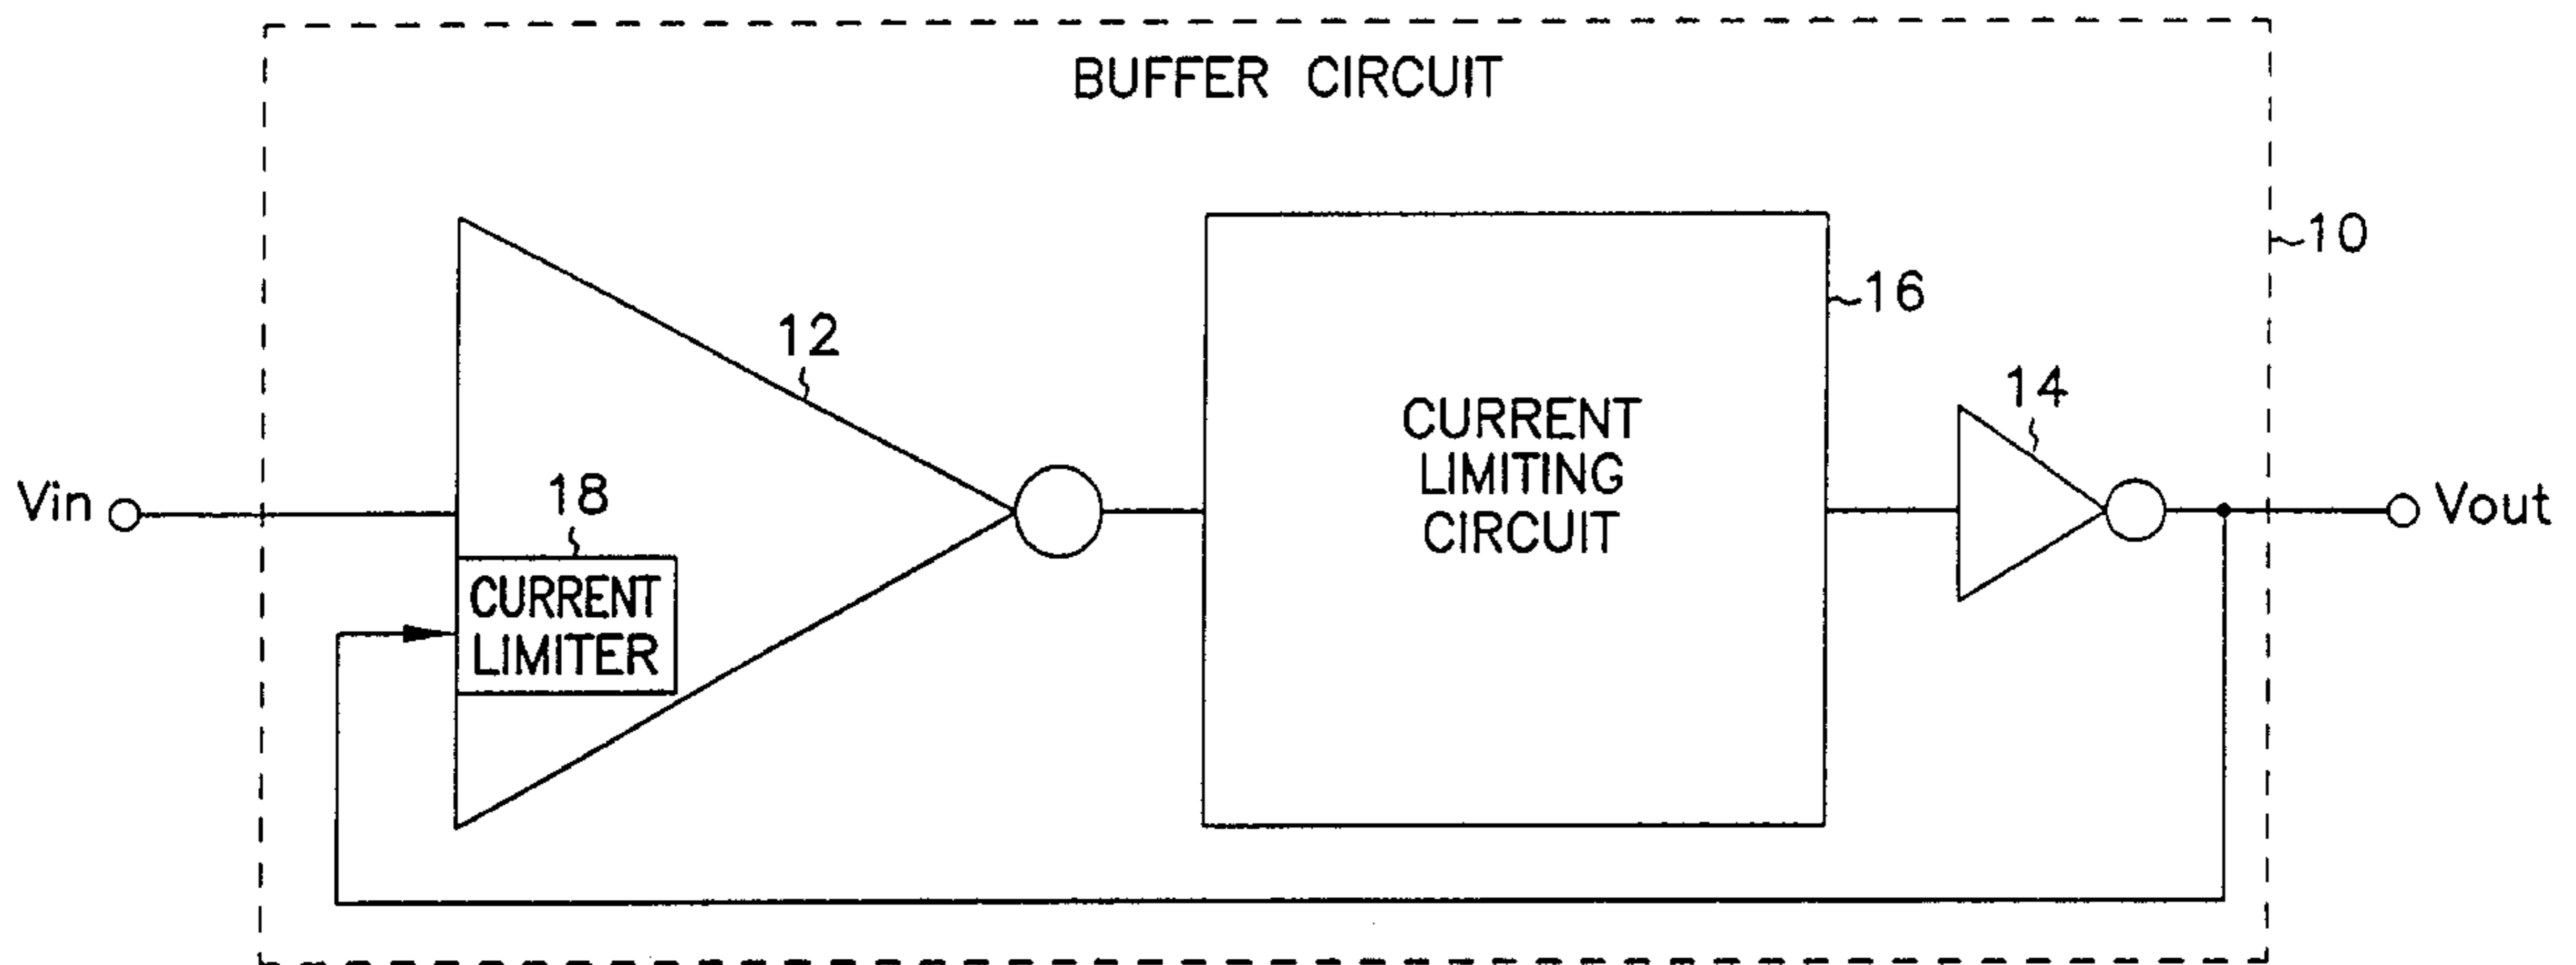 BUFFER CIRCUIT
10
16
12
14
CURRENT
LIMITING
CIRCUIT
Vin
18
Vout
CURRENT
LIMITER